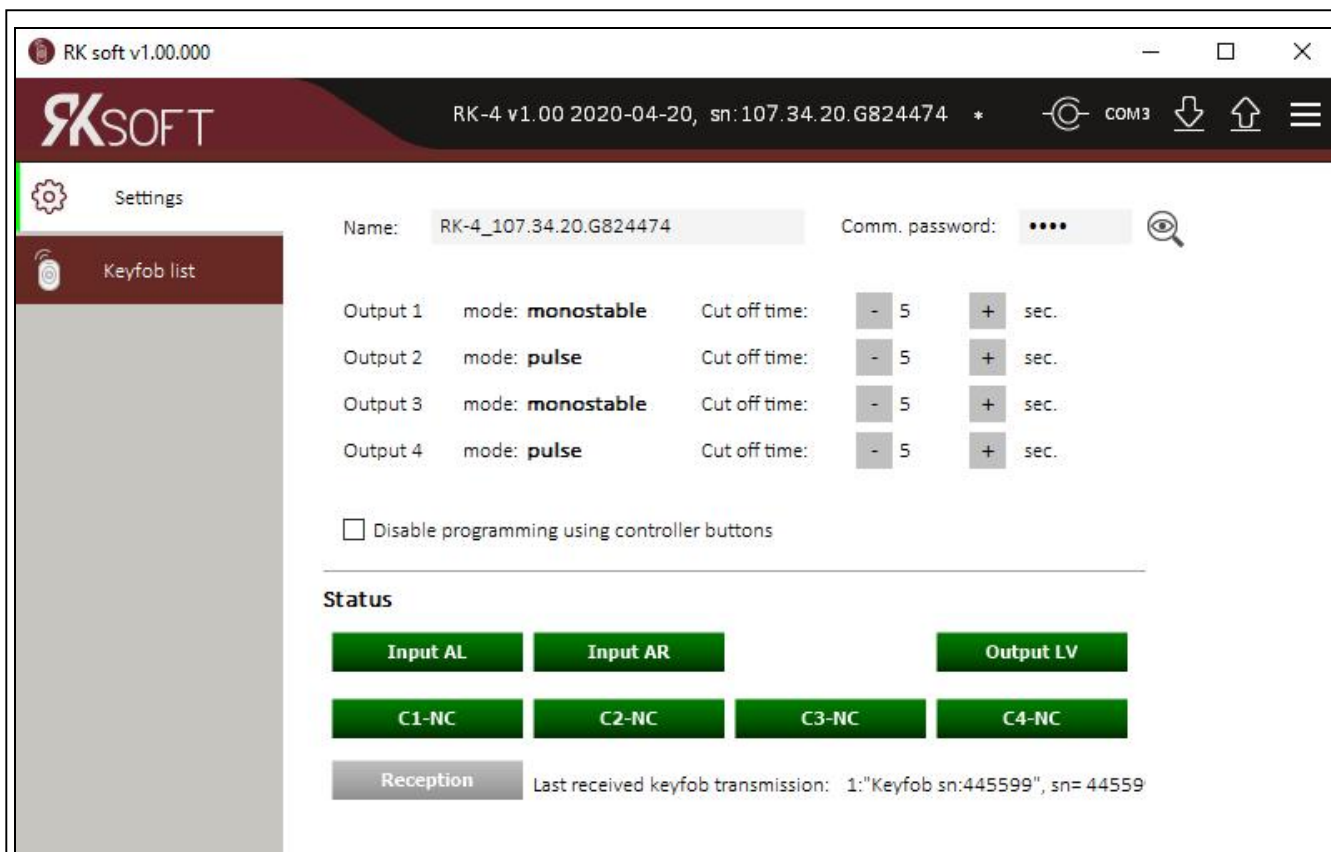 RK soft v1.00.000
RKSOFT
RK-4 v1.00 2020-04-20, sn:107.34.20.G824474 *
COM3
Settings
Keyfob list
Name: RK-4_107.34.20.G824474 Comm. password: ••••
Output 1 mode: monostable Cut off time: - 5 + sec.
Output 2 mode: pulse Cut off time: - 5 + sec.
Output 3 mode: monostable Cut off time: - 5 + sec.
Output 4 mode: pulse Cut off time: - 5 + sec.
Disable programming using controller buttons
Status
Input AL Input AR Output LV
C1-NC C2-NC C3-NC C4-NC
Reception Last received keyfob transmission: 1:"Keyfob sn:445599", sn= 44559